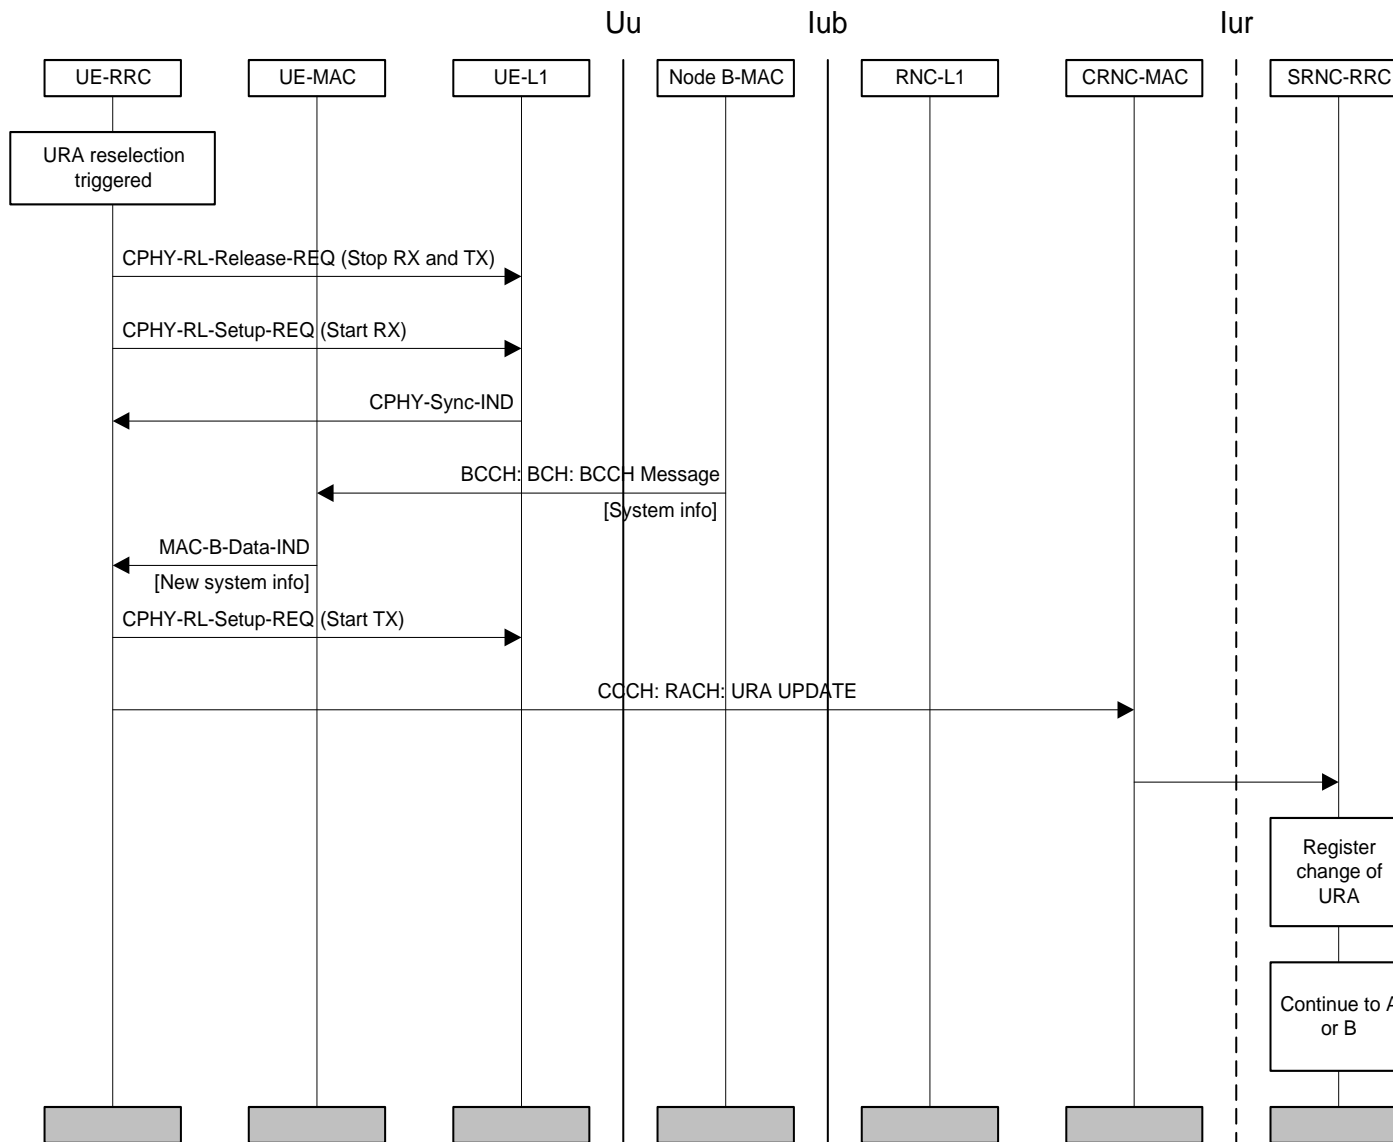 Uu
Iub
Iur
UE-RRC
UE-MAC
UE-L1
Node B-MAC
RNC-L1
CRNC-MAC
SRNC-RRC
URA reselection
triggered
CPHY-RL-Release-REQ (Stop RX and TX)
CPHY-RL-Setup-REQ (Start RX)
CPHY-Sync-IND
BCCH: BCH: BCCH Message
[System info]
MAC-B-Data-IND
[New system info]
CPHY-RL-Setup-REQ (Start TX)
CCCH: RACH: URA UPDATE
Register
change of
URA
Continue to A
or B